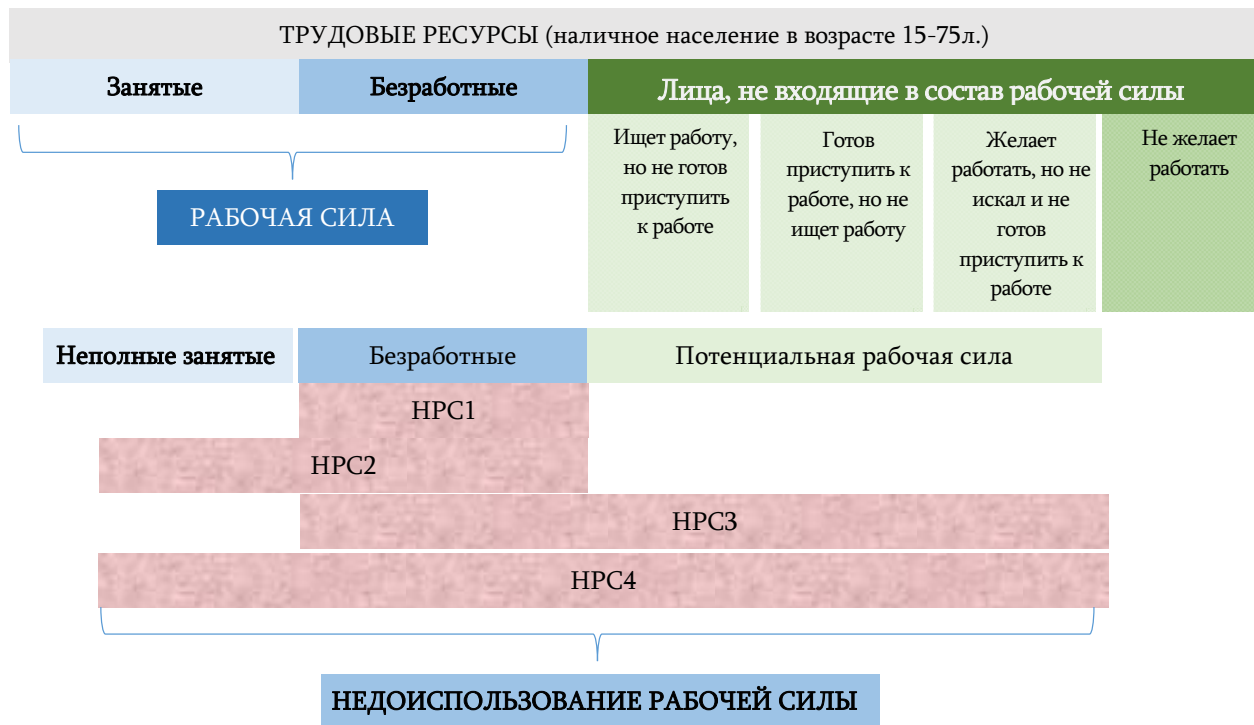 ТРУДОВЫЕ РЕСУРСЫ (наличное население в возрасте 15-75л.)
Занятые
Безработные
Лица, не входящие в состав рабочей силы
РАБОЧАЯ СИЛА
Ищет работу,
но не готов
приступить
к работе
Готов
приступить к
работе, но не
ищет работу
Желает
работать, но не
искал и не
готов
приступить к
работе
Не желает
работать
Неполные занятые
Безработные
Потенциальная рабочая сила
НРС1
НРС2
НРС3
НРС4
НЕДОИСПОЛЬЗОВАНИЕ РАБОЧЕЙ СИЛЫ